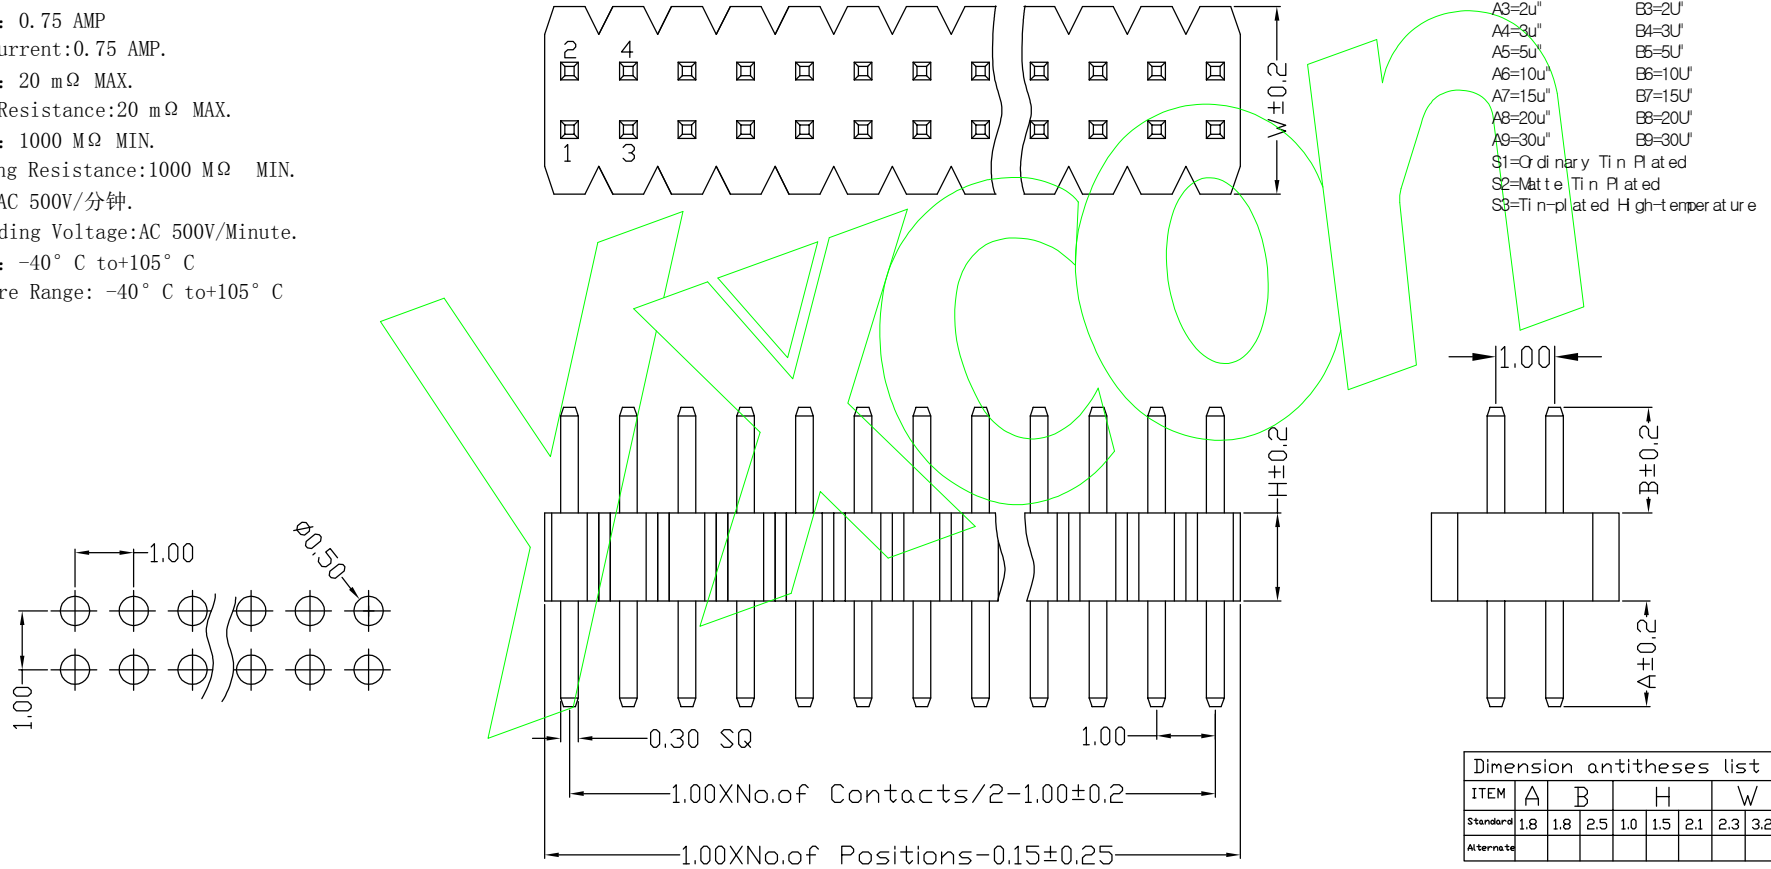 : 0.75 AMP
urrent:0.75 AMP.
: 20 mΩ MAX.
Resistance:20 mΩ MAX.
: 1000 MΩ MIN.
ng Resistance:1000 MΩ MIN.
AC 500V/分钟.
ding Voltage:AC 500V/Minute.
: -40° C to+105° C
re Range: -40° C to+105° C
2 4
1 3
W±0.2
A3=2u" B3=2U"
A4=3u" B4=3U"
A5=5u" B5=5U"
A6=10u" B6=10U"
A7=15u" B7=15U"
A8=20u" B8=20U"
A9=30u" B9=30U"
S1=Ordinary Tin Plated
S2=Matte Tin Plated
S3=Tin-plated High-temperature
1.00
Ø0.50
1.00
H±0.2
0.30 SQ
1.00
1.00XNo.of Contacts/2-1.00±0.2
1.00XNo.of Positions-0.15±0.25
1.00
B±0.2
A±0.2
Dimension antitheses list
ITEM A B H W
Standard 1.8 1.8 2.5 1.0 1.5 2.1 2.3 3.2
Alternate